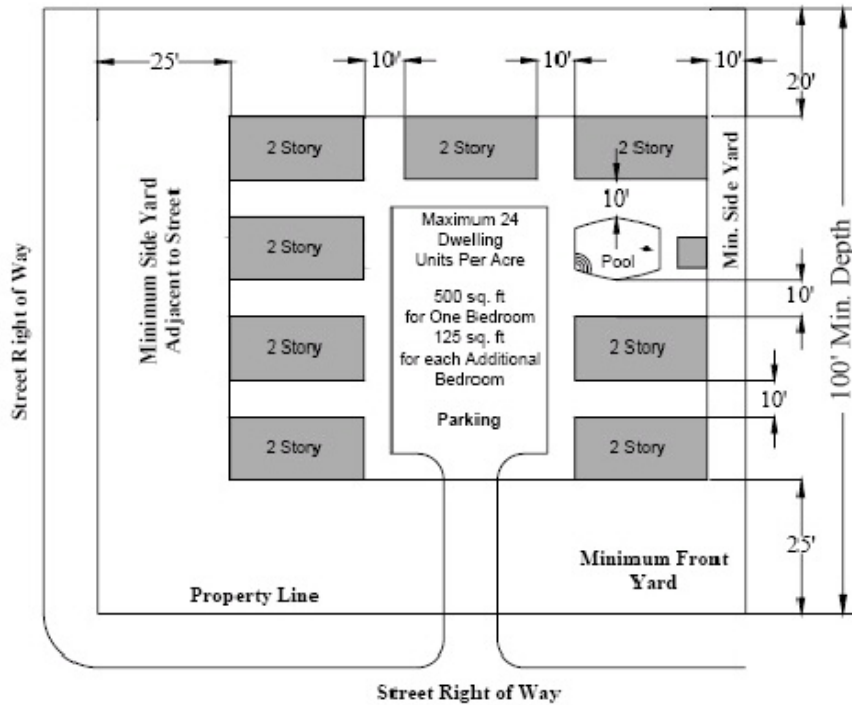 25'
10'
10'
10'
20'
2 Story
2 Story
2 Story
10'
Street Right of Way
Minimum Side Yard
Adjacent to Street
2 Story
Maximum 24
Dwelling
Units Per Acre
500 sq. ft
for One Bedroom
125 sq. ft
for each Additional
Bedroom
Parkiing
Pool
Min. Side Yard
100' Min. Depth
10'
2 Story
2 Story
10'
2 Story
2 Story
25'
Minimum Front
Yard
Property Line
Street Right of Way